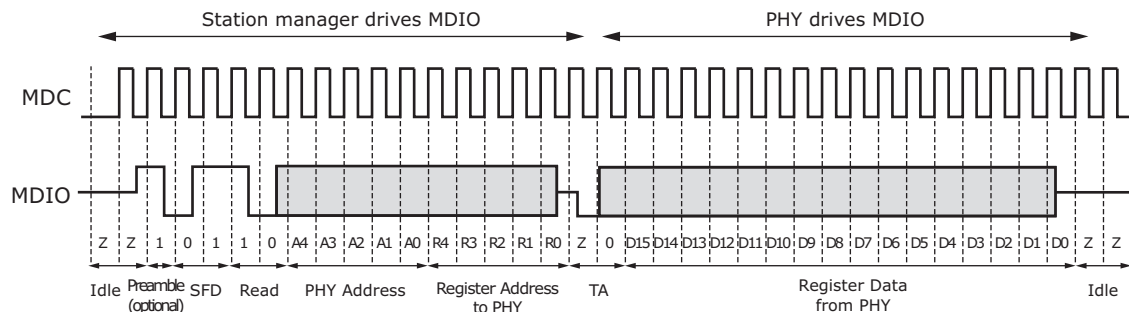 Station manager drives MDIO PHY drives MDIO
MDC
MDIO
Z Z 1 0 1 1 0 A4 A3 A2 A1 A0 R4 R3 R2 R1 R0 Z 0 D15 D14 D13 D12 D11 D10 D9 D8 D7 D6 D5 D4 D3 D2 D1 D0 Z Z
Idle Preamble (optional) SFD Read PHY Address Register Address to PHY TA Register Data from PHY Idle